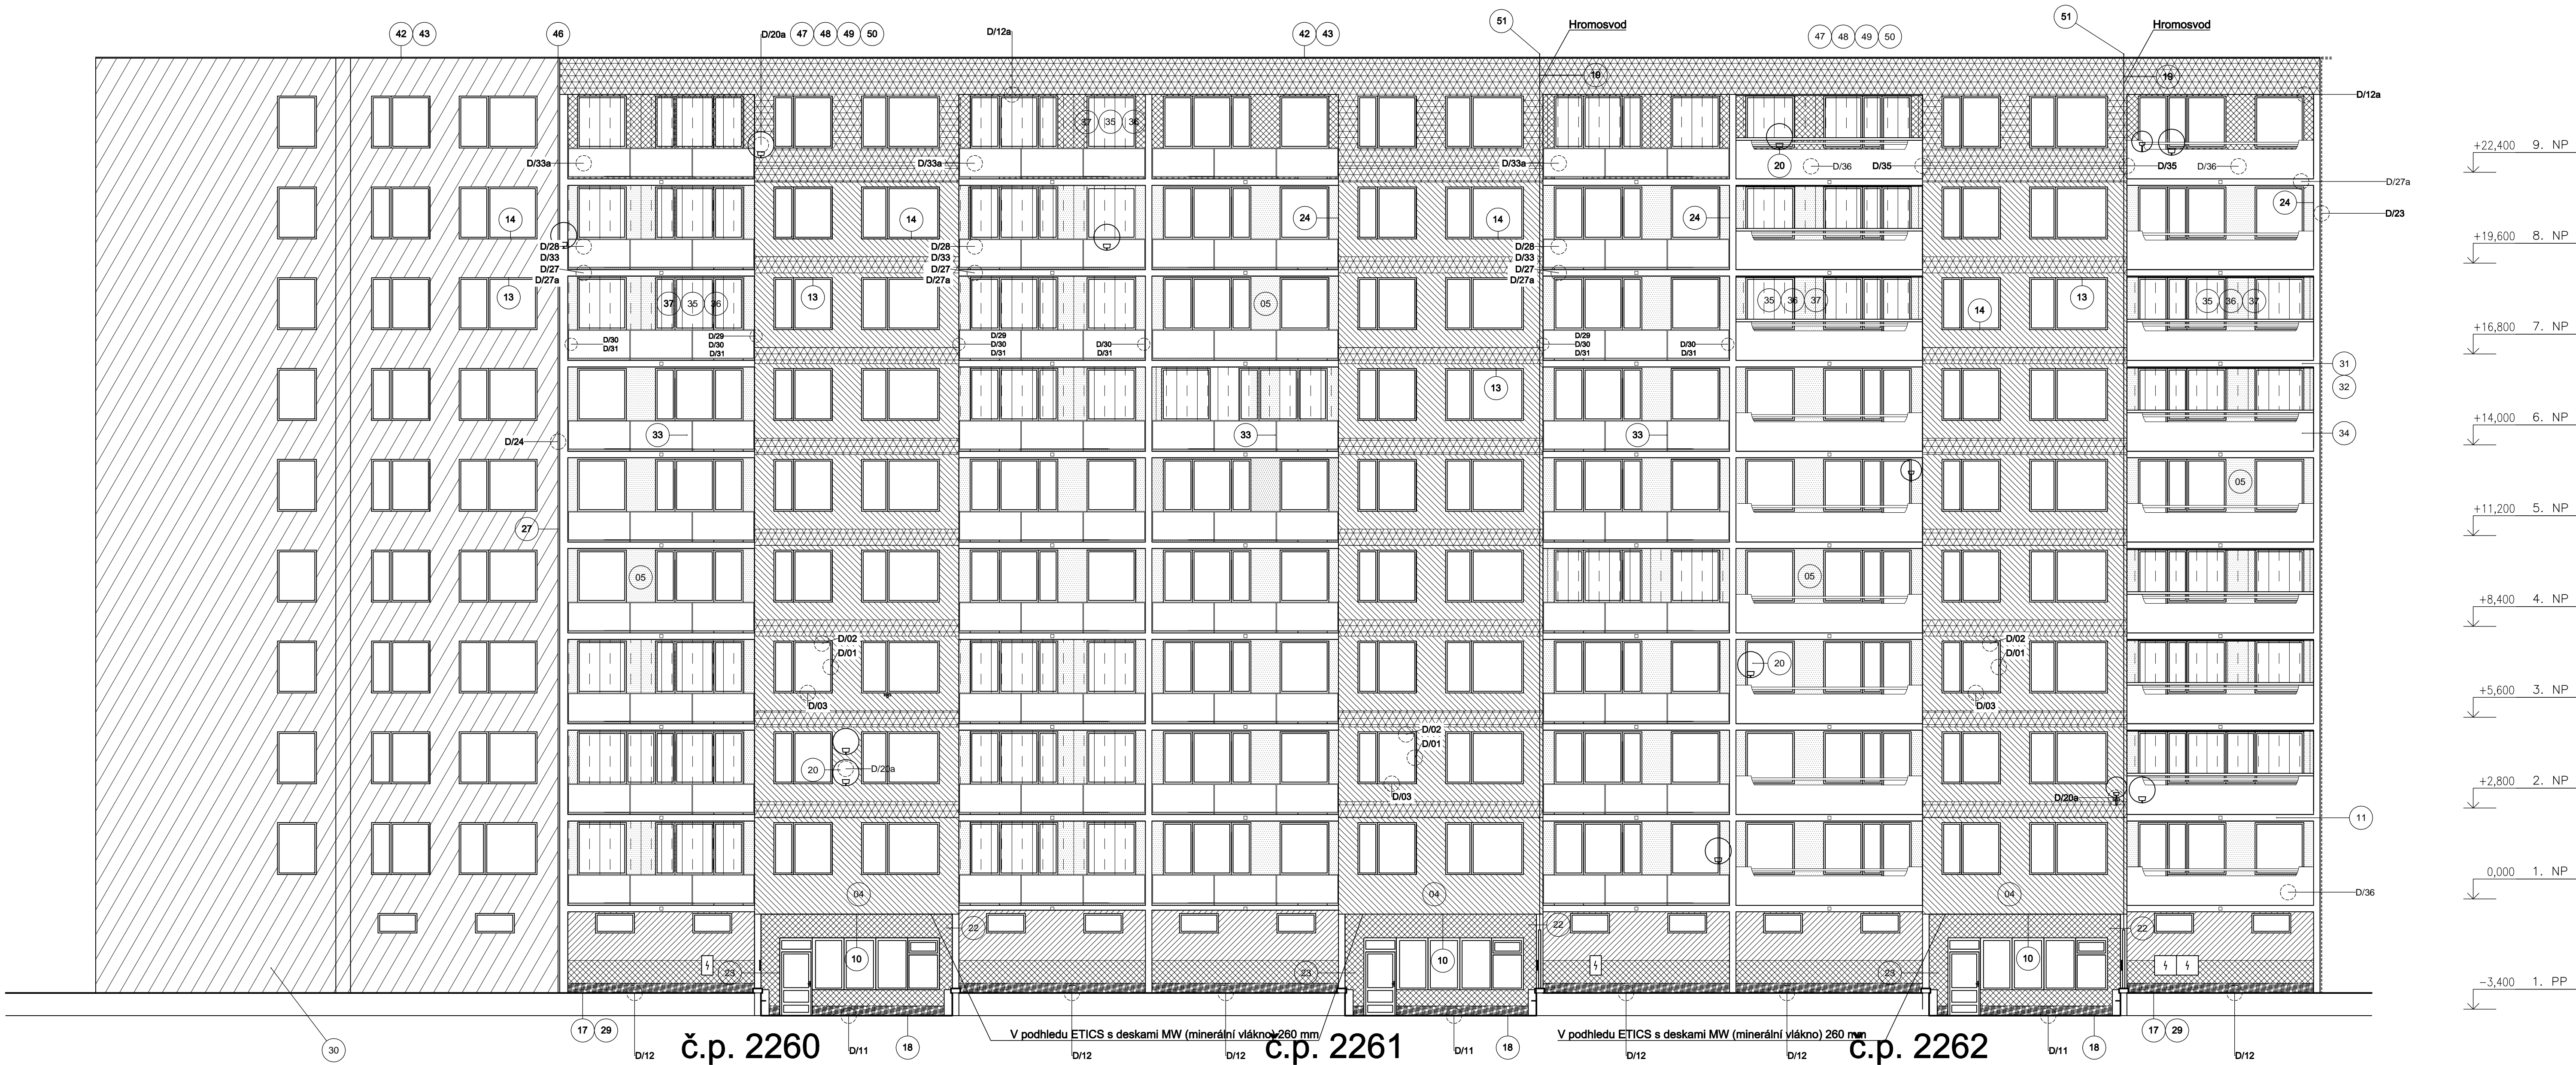 51 51
42 43 46 D/20a 47 48 49 50 D/12a 42 43 Hromosvod 47 48 49 50 Hromosvod
19 19
D/12a
37 35 36
+22,400 9. NP
D/33a D/33a D/33a 20 D/36 D/35 D/35 D/36
D/27a
24
14 14 24 14 24 D/23
+19,600 8. NP
D/28 D/28 D/28
D/33 D/33 D/33
D/27 D/27 D/27
D/27a D/27a D/27a
13 37 35 36 13 05 35 36 37 14 13 35 36 37
+16,800 7. NP
D/30 D/29 D/29 D/30 D/29 D/30
D/31 D/30 D/30 D/31 D/30 D/31
D/31 D/31 D/31
31
13 32
+14,000 6. NP
D/24 33 33 33 34
05
+11,200 5. NP
27
05 05
+8,400 4. NP
D/02 D/02
D/01 D/01
20
+5,600 3. NP
D/03 D/03
D/02
D/01
20 D/20a
+2,800 2. NP
D/03 D/20a
11
0,000 1. NP
04 04 04 D/36
22 22 22
10 10 10
23 23 23
-3,400 1. PP
17 29 17 29
V podhledu ETICS s deskami MW (minerální vlákno) 260 mm V podhledu ETICS s deskami MW (minerální vlákno) 260 mm
30 D/12 č.p. 2260 D/11 18 D/12 D/12 č.p. 2261 D/11 18 D/12 D/12 č.p. 2262 D/11 18 D/12